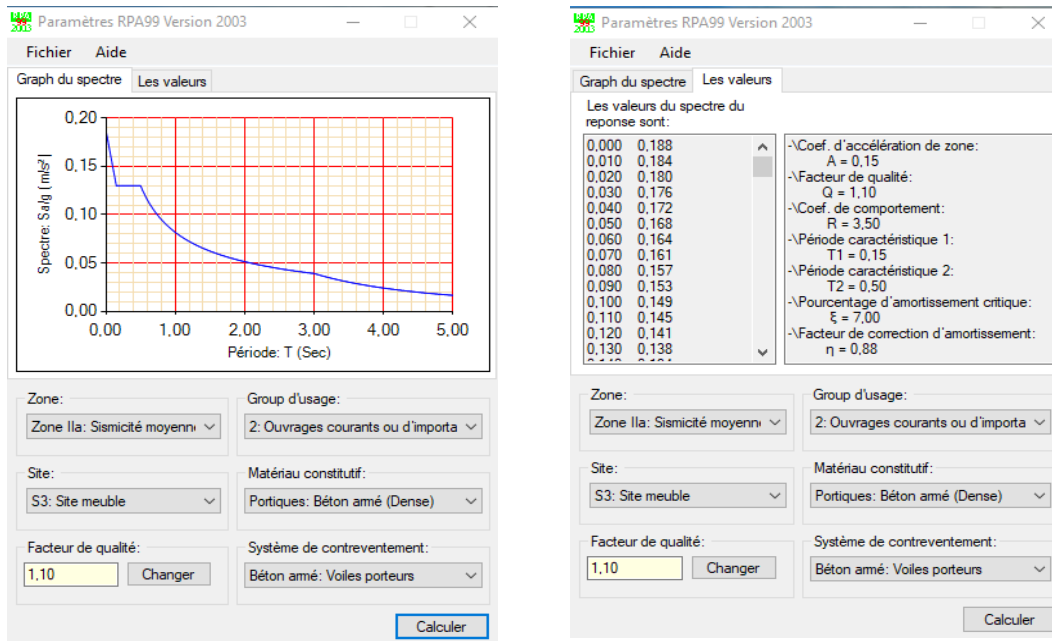 RPA 99 2003 Paramètres RPA99 Version 2003
Fichier Aide
Graph du spectre Les valeurs
0,20
0,15
0,10
0,05
0,00
Spectre: Sa/g [m/s²]
0,00 1,00 2,00 3,00 4,00 5,00
Période: T (Sec)
Zone:
Zone IIa: Sismicité moyenn
Group d'usage:
2: Ouvrages courants ou d'importa
Site:
S3: Site meuble
Matériau constitutif:
Portiques: Béton armé (Dense)
Facteur de qualité:
1,10 Changer
Système de contreventement:
Béton armé: Voiles porteurs
Calculer
RPA 99 2003 Paramètres RPA99 Version 2003
Fichier Aide
Graph du spectre Les valeurs
Les valeurs du spectre du
reponse sont:
0,000 0,188
0,010 0,184
0,020 0,180
0,030 0,176
0,040 0,172
0,050 0,168
0,060 0,164
0,070 0,161
0,080 0,157
0,090 0,153
0,100 0,149
0,110 0,145
0,120 0,141
0,130 0,138
-\Coef. d'accélération de zone:
A = 0,15
-\Facteur de qualité:
Q = 1,10
-\Coef. de comportement:
R = 3,50
-\Période caractéristique 1:
T1 = 0,15
-\Période caractéristique 2:
T2 = 0,50
-\Pourcentage d'amortissement critique:
ξ = 7,00
-\Facteur de correction d'amortissement:
η = 0,88
Zone:
Zone IIa: Sismicité moyenn
Group d'usage:
2: Ouvrages courants ou d'importa
Site:
S3: Site meuble
Matériau constitutif:
Portiques: Béton armé (Dense)
Facteur de qualité:
1,10 Changer
Système de contreventement:
Béton armé: Voiles porteurs
Calculer